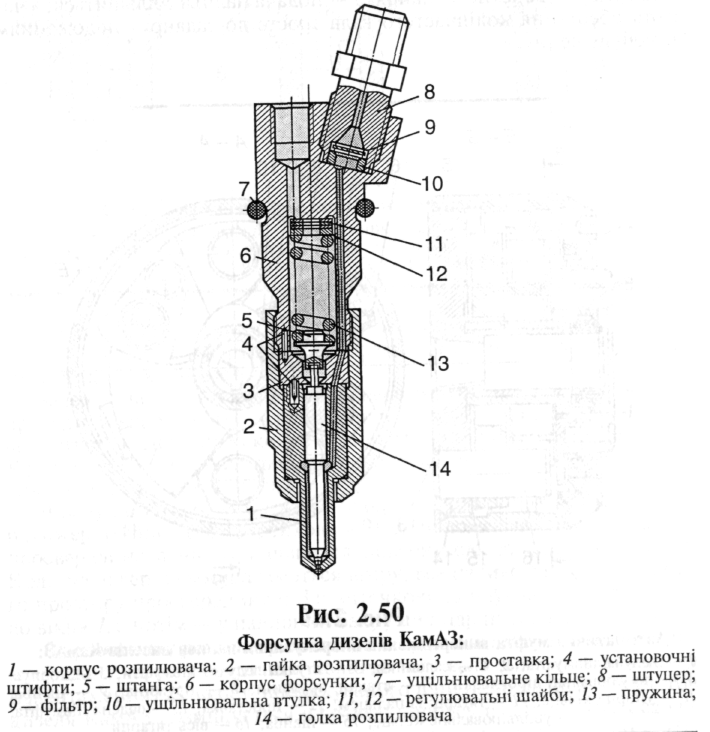 8
9
10
7
11
12
6
5
4
13
3
2
14
1
Рис. 2.50
Форсунка дизелів КамАЗ:
1 — корпус розпилювача; 2 — гайка розпилювача; 3 — проставка; 4 — установочні
штифти; 5 — штанга; 6 — корпус форсунки; 7 — ущільнювальне кільце; 8 — штуцер;
9 — фільтр; 10 — ущільнювальна втулка; 11, 12 — регулювальні шайби; 13 — пружина;
14 — голка розпилювача